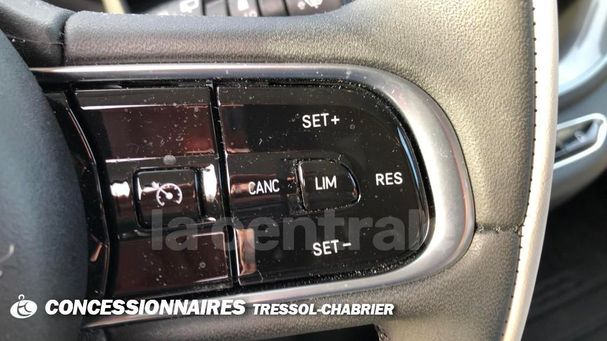 SET+
CANC LIM RES
la centrale
SET-
CONCESSIONNAIRES TRESSOL-CHABRIER